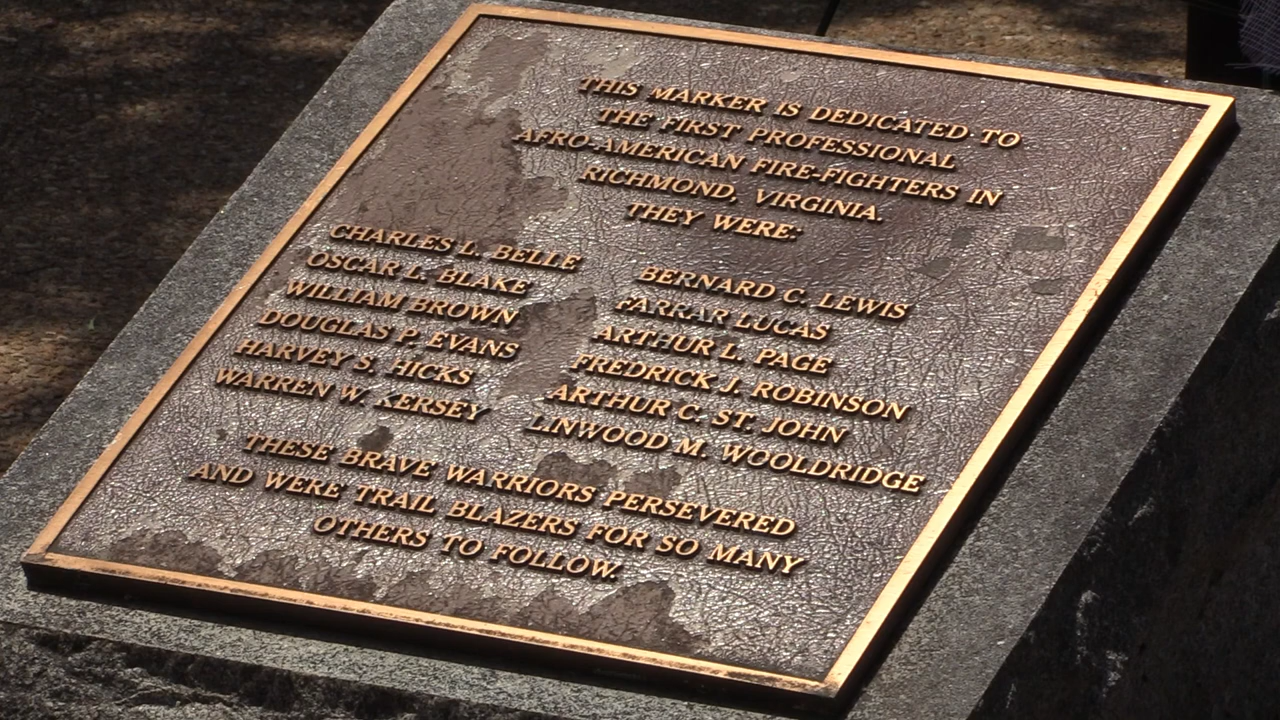 THIS MARKER IS DEDICATED TO
THE FIRST PROFESSIONAL
AFRO-AMERICAN FIRE-FIGHTERS IN
RICHMOND, VIRGINIA.
THEY WERE:
CHARLES L. BELLE
OSCAR L. BLAKE
WILLIAM BROWN
DOUGLAS P. EVANS
HARVEY S. HICKS
WARREN W. KERSEY
BERNARD C. LEWIS
FARRAR LUCAS
ARTHUR L. PAGE
FREDRICK J. ROBINSON
ARTHUR C. ST. JOHN
LINWOOD M. WOOLDRIDGE
THESE BRAVE WARRIORS PERSEVERED
AND WERE TRAIL BLAZERS FOR SO MANY
OTHERS TO FOLLOW.